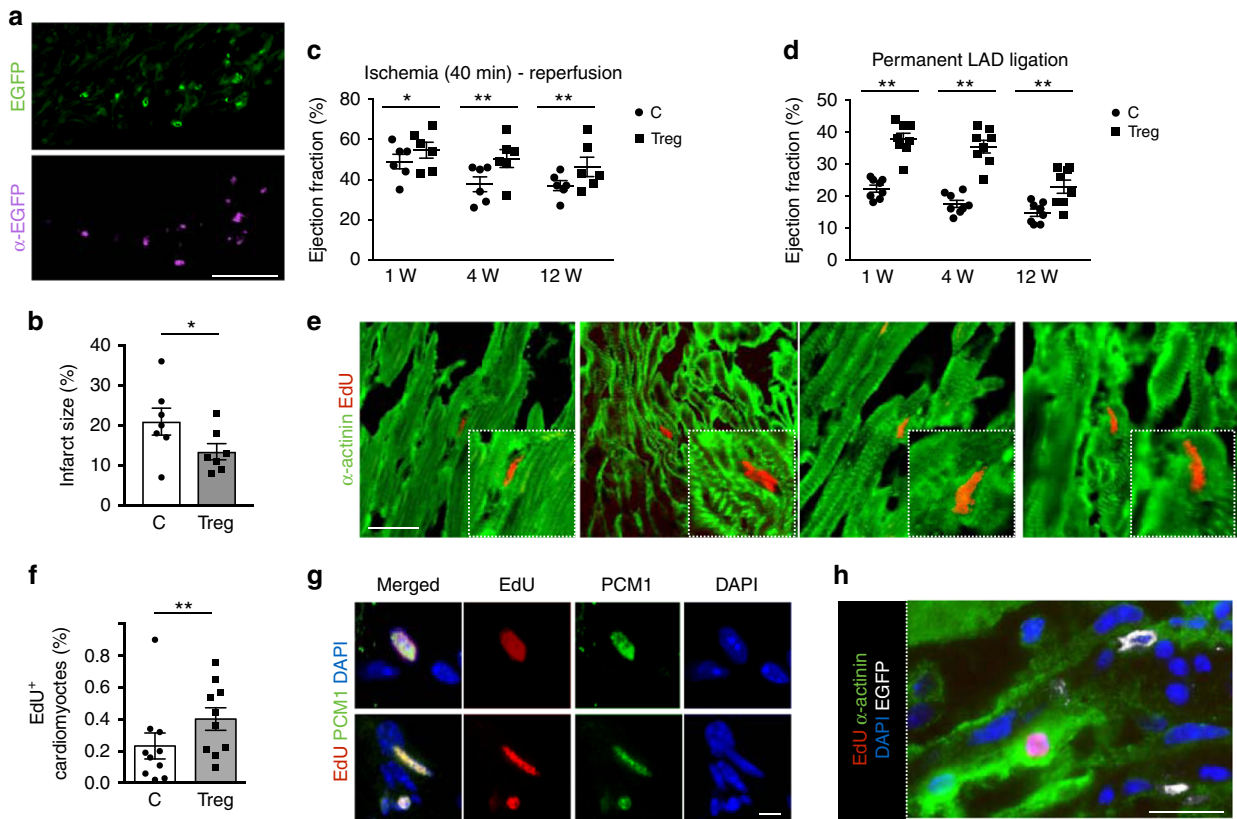 a
EGFP
α-EGFP
b
*
Infarct size (%)
40
30
20
10
0
C
Treg
c
Ischemia (40 min) - reperfusion
*
**
**
C
Treg
Ejection fraction (%)
80
60
40
20
0
1 W
4 W
12 W
d
Permanent LAD ligation
**
**
**
C
Treg
Ejection fraction (%)
50
40
30
20
10
0
1 W
4 W
12 W
e
α-actinin EdU
f
**
EdU+
cardiomyoctes (%)
0.8
0.6
0.4
0.2
0.0
C
Treg
g
Merged
EdU
PCM1
DAPI
EdU PCM1 DAPI
h
EdU α-actinin
DAPI EGFP